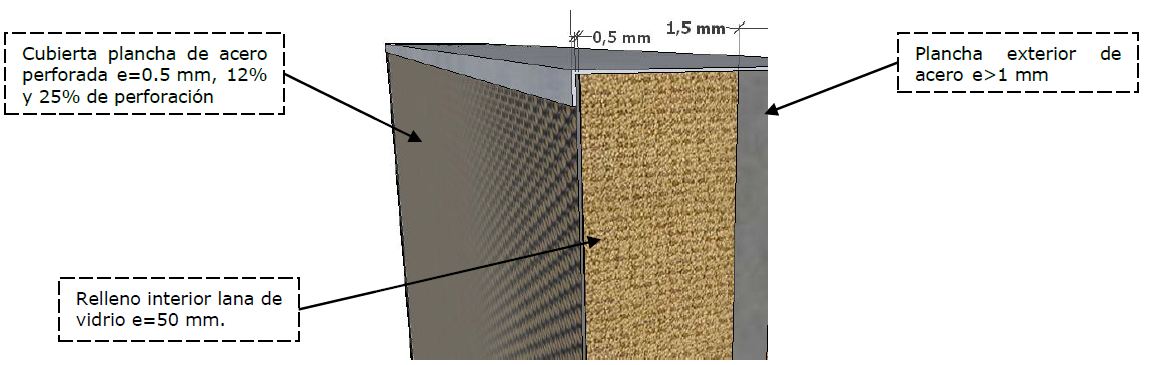 Cubierta plancha de acero
perforada e=0.5 mm, 12%
y 25% de perforación
0,5 mm
1,5 mm
Plancha exterior de
acero e>1 mm
Relleno interior lana de
vidrio e=50 mm.